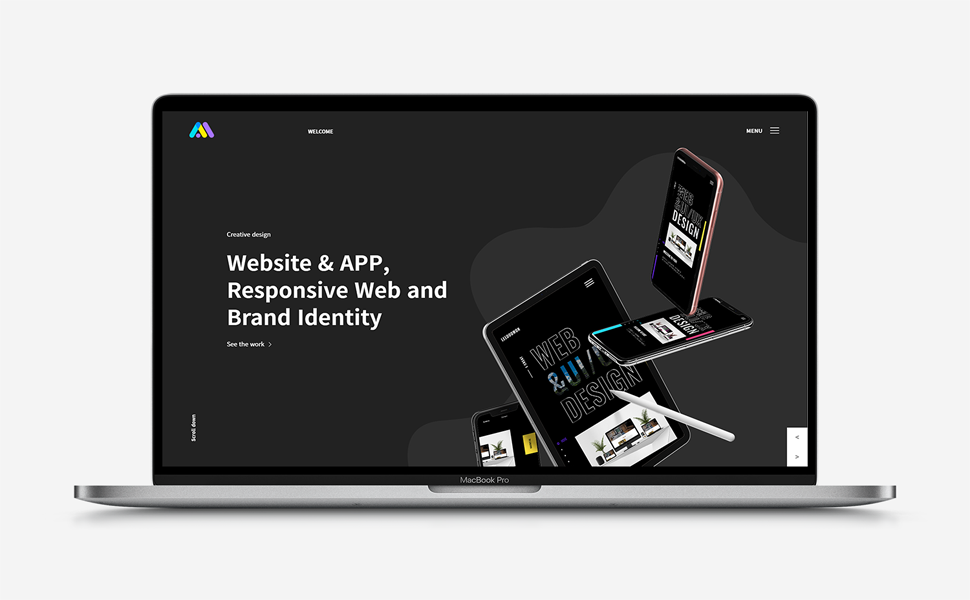 WELCOME
MENU
Creative design
Website & APP,
Responsive Web and
Brand Identity
See the work >
Scroll down
WEB
&UI/U
DESIGN
DESIGN
DESIGN
< 
>
MacBook Pro